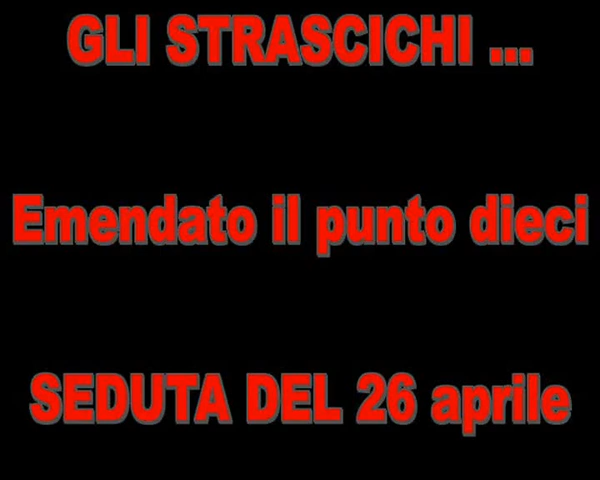 GLI STRASCICHI ...
Emendato il punto dieci
SEDUTA DEL 26 aprile